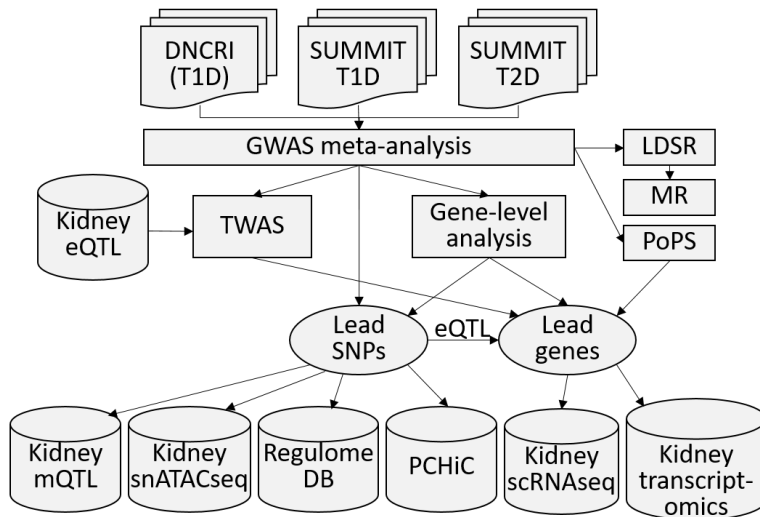 DNCRI
(T1D)
SUMMIT
T1D
SUMMIT
T2D
GWAS meta-analysis
LDSR
MR
Kidney
eQTL
TWAS
Gene-level
analysis
PoPS
Lead
SNPs
eQTL
Lead
genes
Kidney
mQTL
Kidney
snATACseq
Regulome
DB
PCHiC
Kidney
scRNAseq
Kidney
transcript-
omics